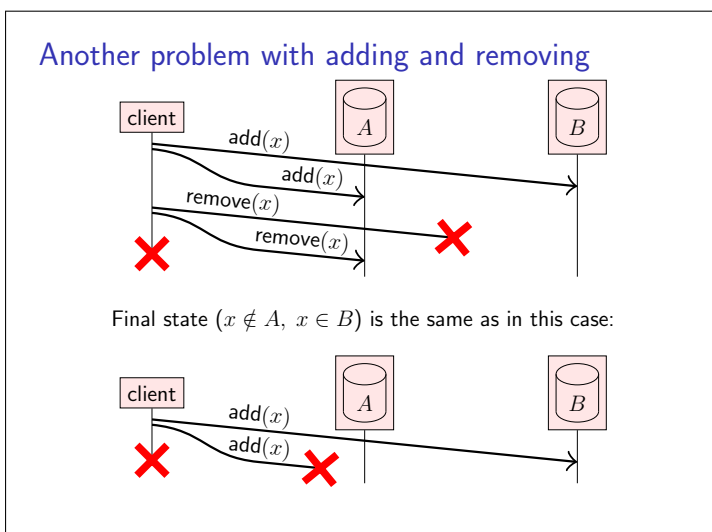 Another problem with adding and removing
client
A
B
add(x)
add(x)
remove(x)
remove(x)
Final state (x ∉ A, x ∈ B) is the same as in this case:
client
A
B
add(x)
add(x)